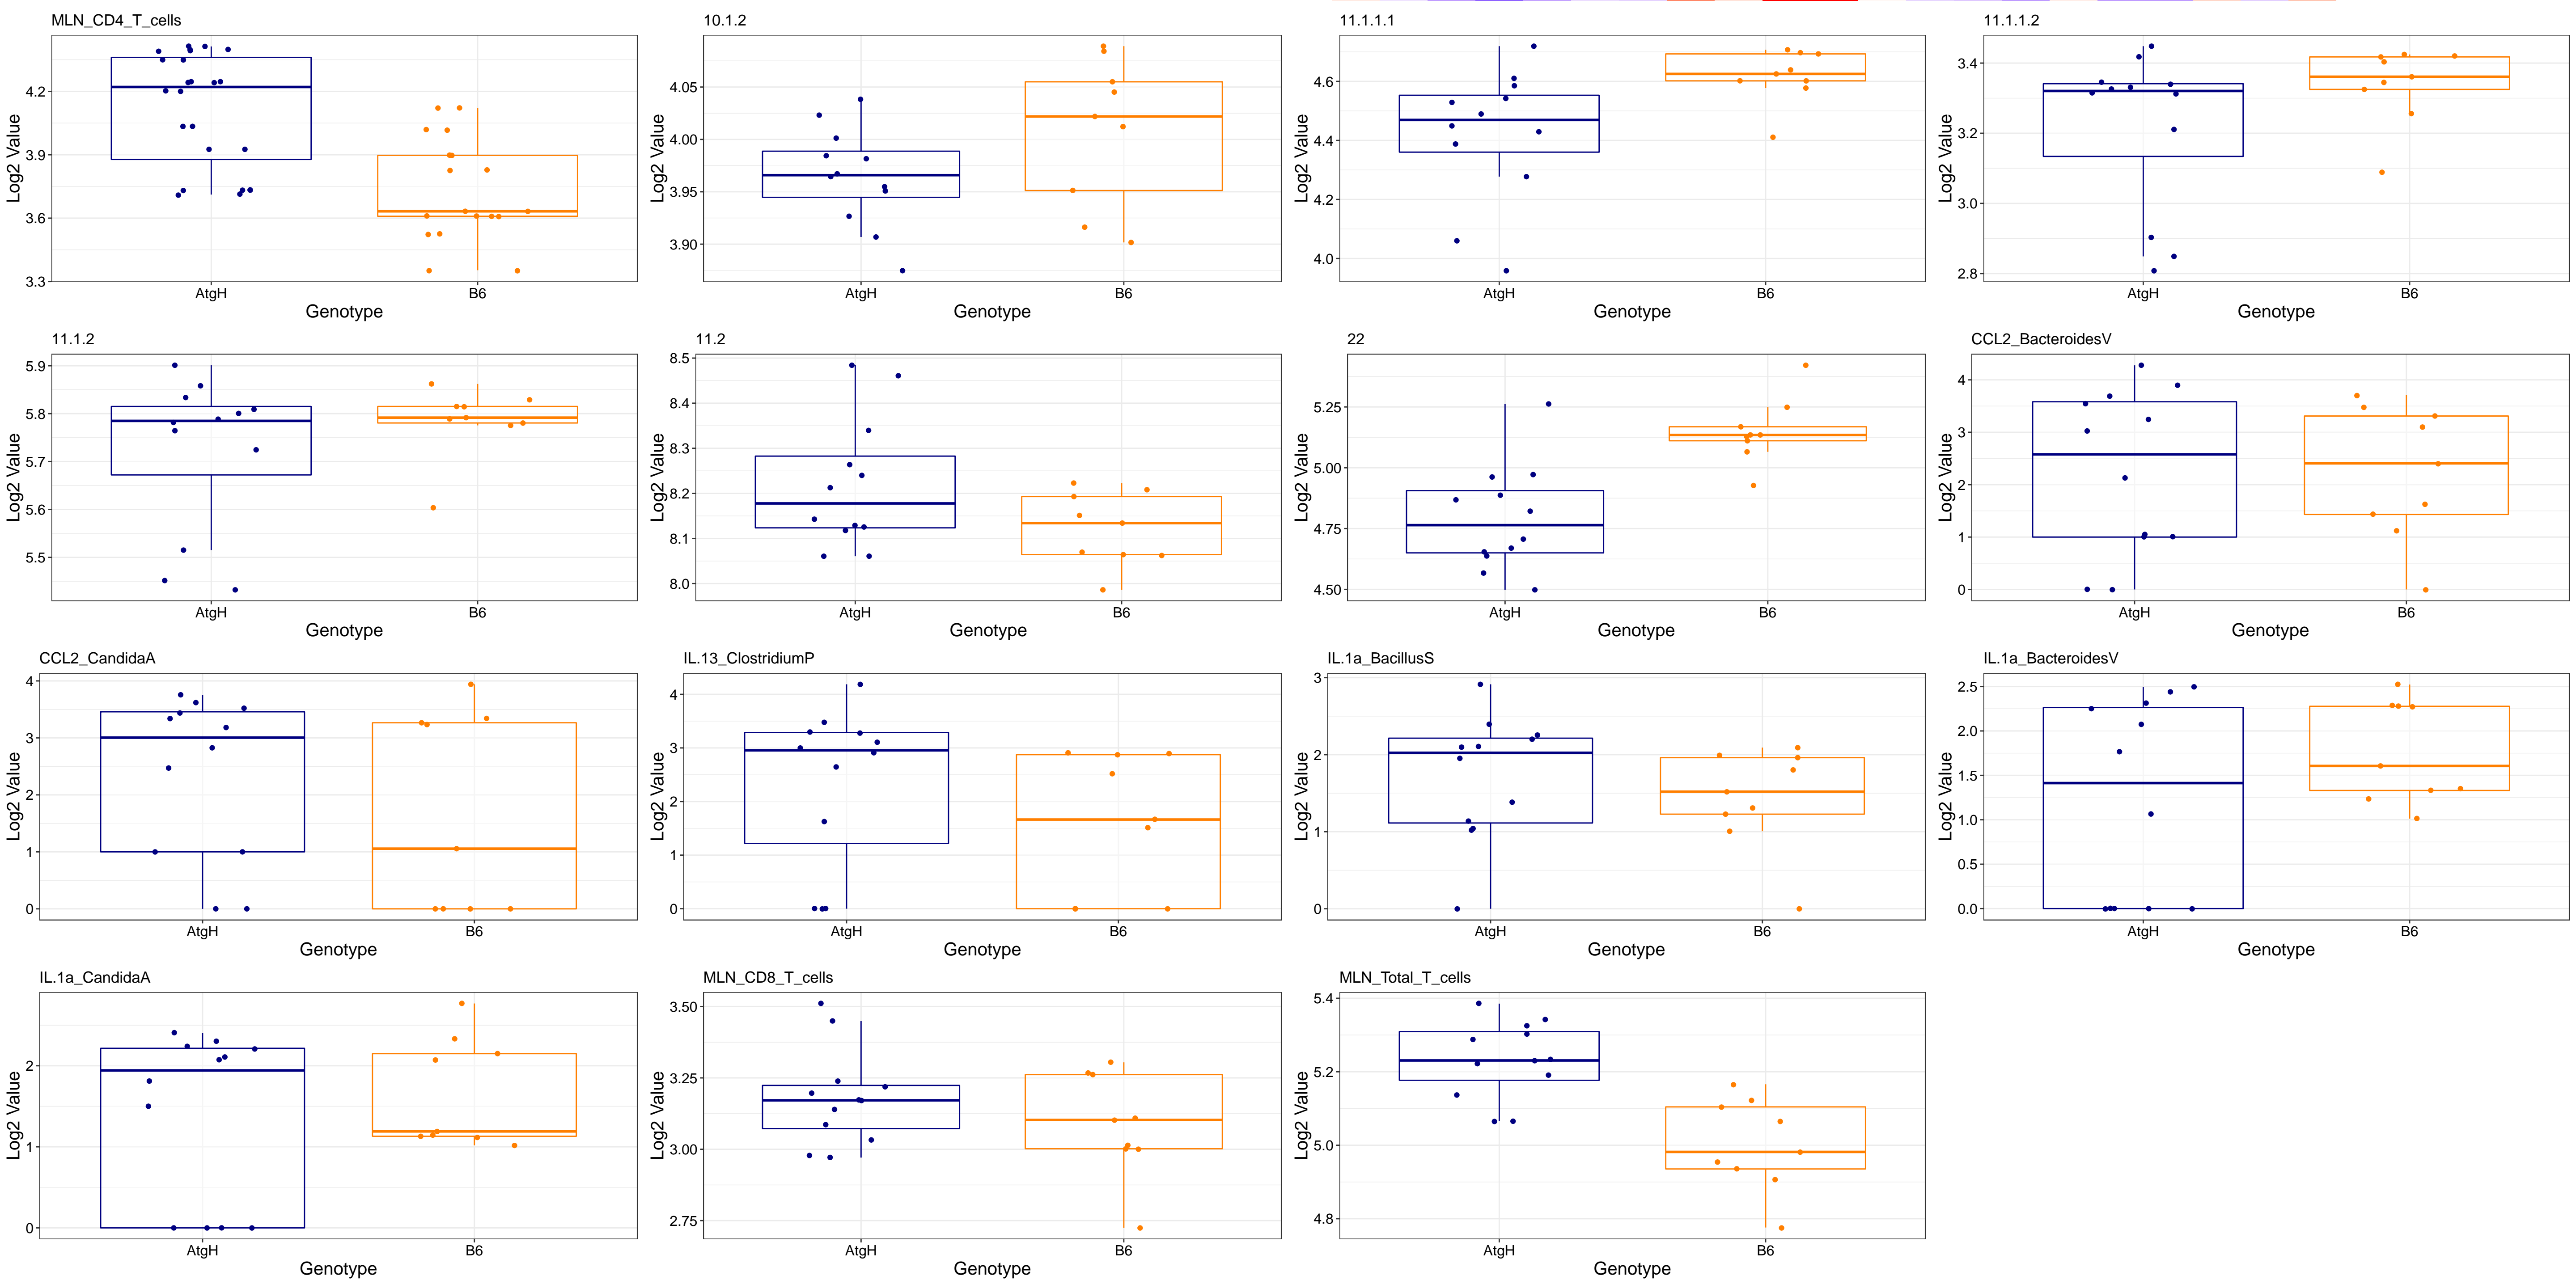 MLN_CD4_T_cells
Log2 Value
4.2
3.9
3.6
3.3
AtgH
B6
Genotype
10.1.2
Log2 Value
4.05
4.00
3.95
3.90
AtgH
B6
Genotype
11.1.1.1.1
Log2 Value
4.6
4.4
4.2
4.0
AtgH
B6
Genotype
11.1.1.1.2
Log2 Value
3.4
3.2
3.0
2.8
AtgH
B6
Genotype
11.1.2
Log2 Value
5.9
5.8
5.7
5.6
5.5
AtgH
B6
Genotype
11.2
Log2 Value
8.5
8.4
8.3
8.2
8.1
8.0
AtgH
B6
Genotype
22
Log2 Value
5.25
5.00
4.75
4.50
AtgH
B6
Genotype
CCL2_BacteroidesV
Log2 Value
4
3
2
1
0
AtgH
B6
Genotype
CCL2_CandidaA
Log2 Value
4
3
2
1
0
AtgH
B6
Genotype
IL.13_ClostridiumP
Log2 Value
4
3
2
1
0
AtgH
B6
Genotype
IL.1a_BacillusS
Log2 Value
3
2
1
0
AtgH
B6
Genotype
IL.1a_BacteroidesV
Log2 Value
2.5
2.0
1.5
1.0
0.5
0.0
AtgH
B6
Genotype
IL.1a_CandidaA
Log2 Value
2
1
0
AtgH
B6
Genotype
MLN_CD8_T_cells
Log2 Value
3.50
3.25
3.00
2.75
AtgH
B6
Genotype
MLN_Total_T_cells
Log2 Value
5.4
5.2
5.0
4.8
AtgH
B6
Genotype